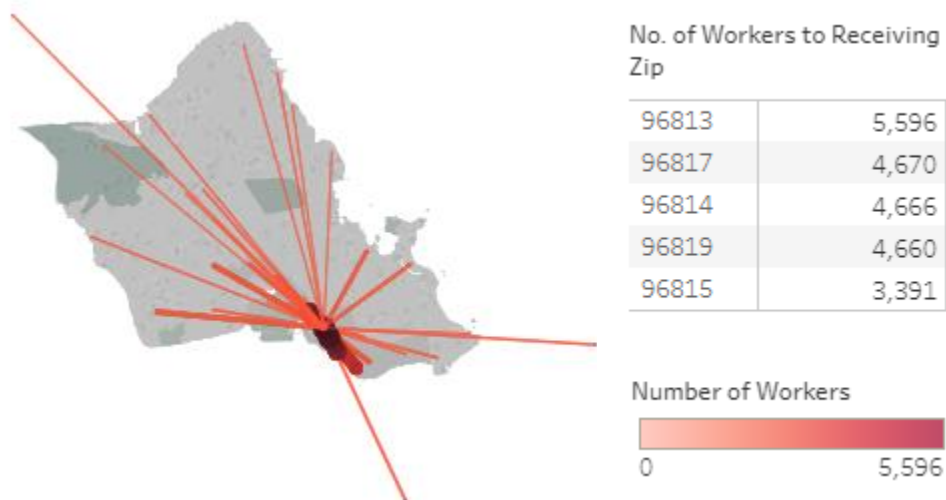 No. of Workers to Receiving
Zip
96813 5,596
96817 4,670
96814 4,666
96819 4,660
96815 3,391
Number of Workers
0 5,596